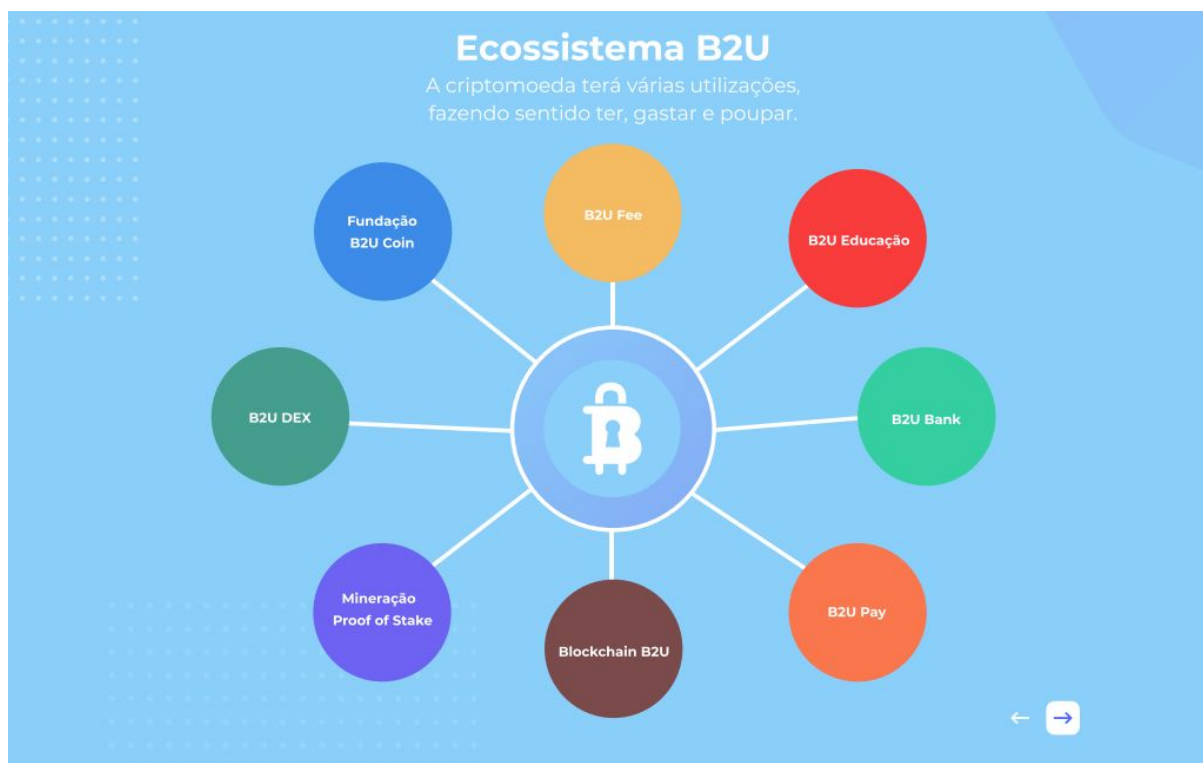 Ecossistema B2U
A criptomoeda terá várias utilizações,
fazendo sentido ter, gastar e poupar.
Fundação
B2U Coin
B2U Fee
B2U Educação
B2U DEX
B2U Bank
Mineração
Proof of Stake
Blockchain B2U
B2U Pay